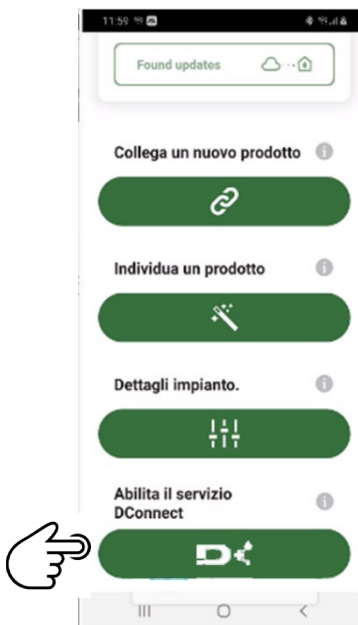 11:59
Found updates
Collega un nuovo prodotto
Individua un prodotto
Dettagli impianto.
Abilita il servizio
DConnect
D